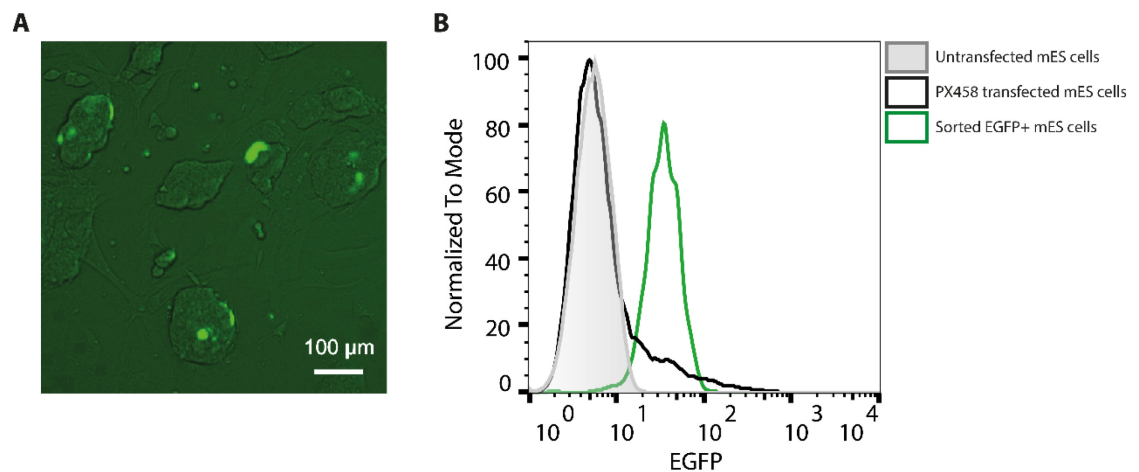 A
100 µm
B
Normalized To Mode
100
80
60
40
20
0
10 0
10 1
10 2
10 3
10 4
EGFP
Untransfected mES cells
PX458 transfected mES cells
Sorted EGFP+ mES cells